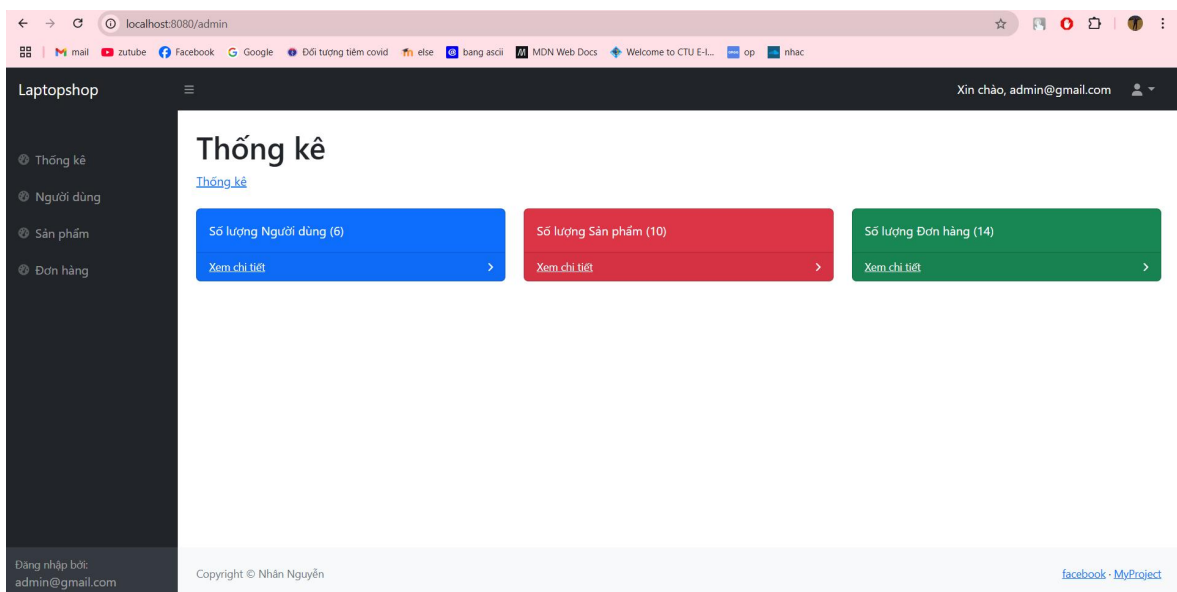 localhost:8080/admin
mail zutube Facebook Google Đối tượng tiêm covid else bang ascii MDN Web Docs Welcome to CTU E-l... op nhac
Laptopshop
Xin chào, admin@gmail.com
Thống kê
Người dùng
Sản phẩm
Đơn hàng
Thống kê
Thống kê
Số lượng Người dùng (6)
Xem chi tiết
Số lượng Sản phẩm (10)
Xem chi tiết
Số lượng Đơn hàng (14)
Xem chi tiết
Đăng nhập bởi:
admin@gmail.com
Copyright © Nhân Nguyễn
facebook · MyProject